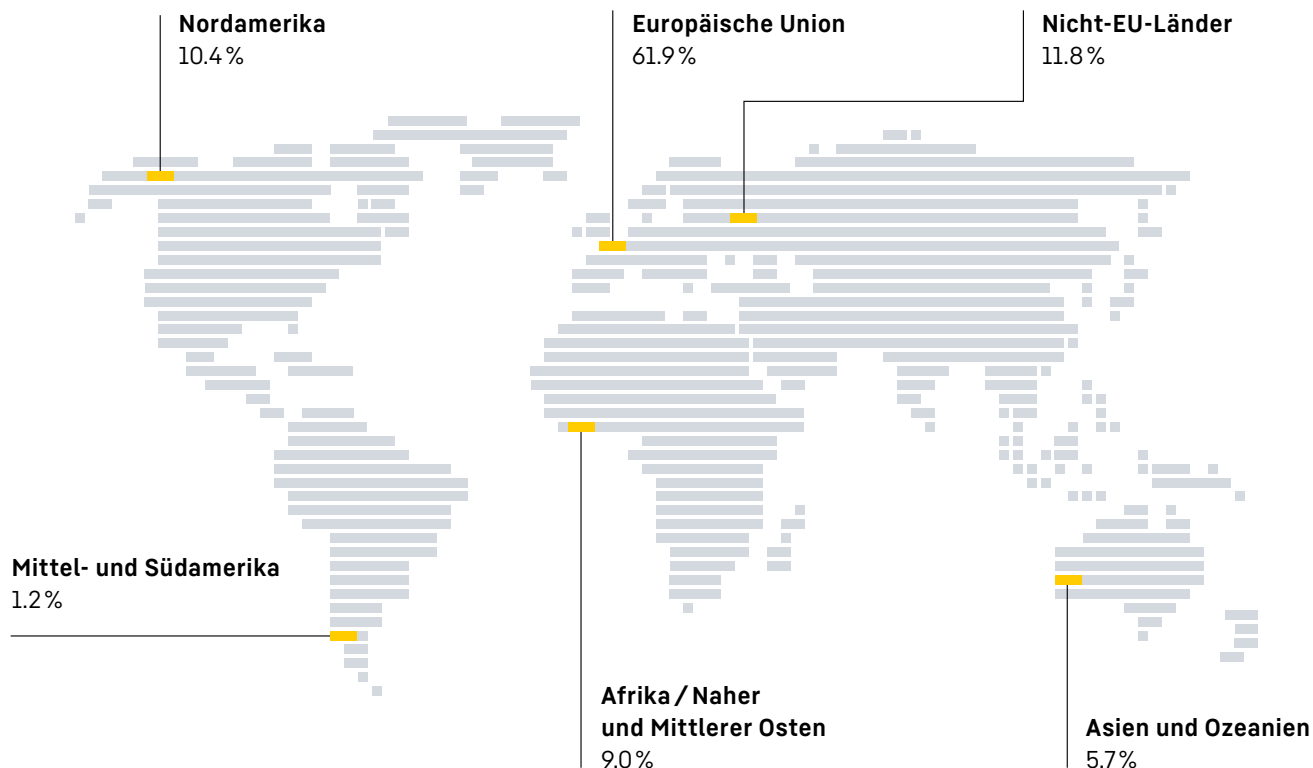 Nordamerika
10.4 %
Europäische Union
61.9 %
Nicht-EU-Länder
11.8 %
Mittel- und Südamerika
1.2 %
Afrika / Naher
und Mittlerer Osten
9.0 %
Asien und Ozeanien
5.7 %